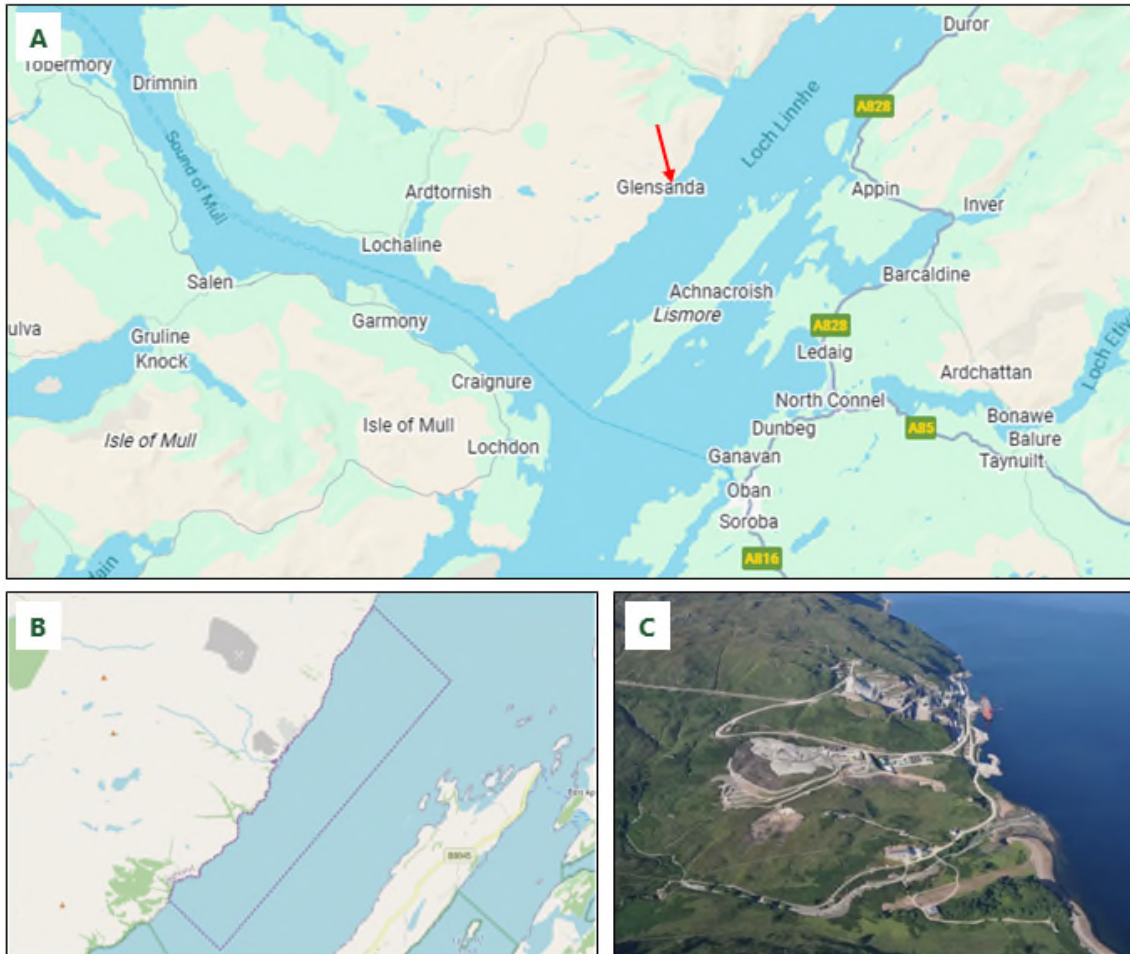 A
Tobermory
Drimnin
Duror
A828
Loch Linnhe
Sound of Mull
Ardtornish
Glensanda
Appin
Inver
Lochaline
Salen
Barcaldine
Achnacroish
Lismore
Garmony
ulva
Gruline
Knock
A828
Ledaig
Loch Etive
Ardchattan
Craignure
North Connel
Isle of Mull
Isle of Mull
Dunbeg
A85
Bonawe
Balure
Lochdon
Ganavan
Taynuilt
Oban
Soroba
A816
B
B8045
C